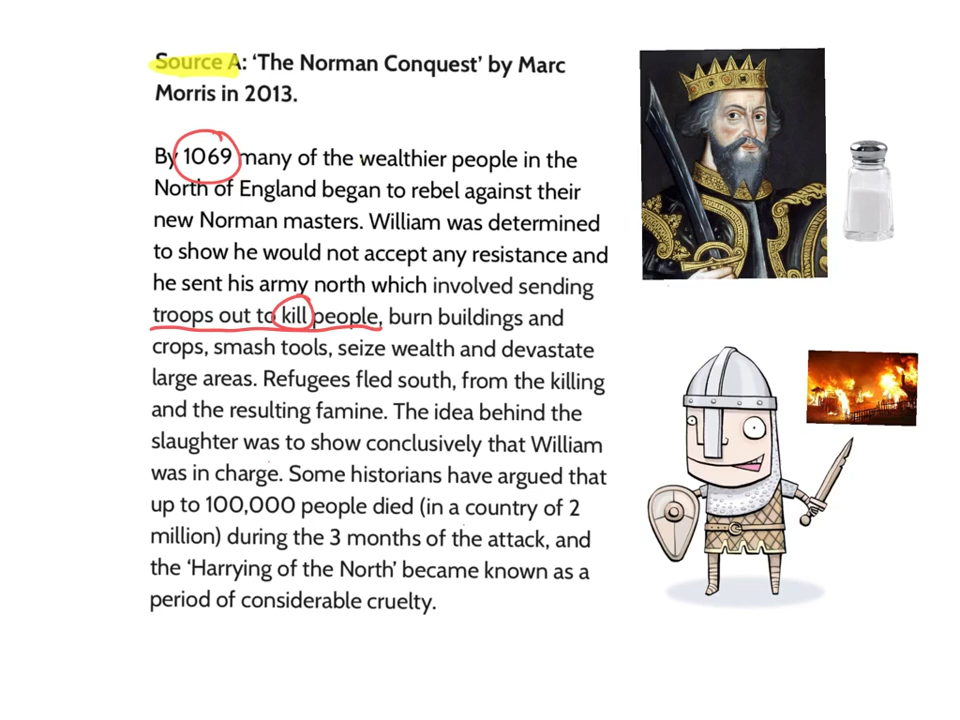 Source A: ‘The Norman Conquest’ by Marc
Morris in 2013.
By 1069 many of the wealthier people in the
North of England began to rebel against their
new Norman masters. William was determined
to show he would not accept any resistance and
he sent his army north which involved sending
troops out to kill people, burn buildings and
crops, smash tools, seize wealth and devastate
large areas. Refugees fled south, from the killing
and the resulting famine. The idea behind the
slaughter was to show conclusively that William
was in charge. Some historians have argued that
up to 100,000 people died (in a country of 2
million) during the 3 months of the attack, and
the ‘Harrying of the North’ became known as a
period of considerable cruelty.